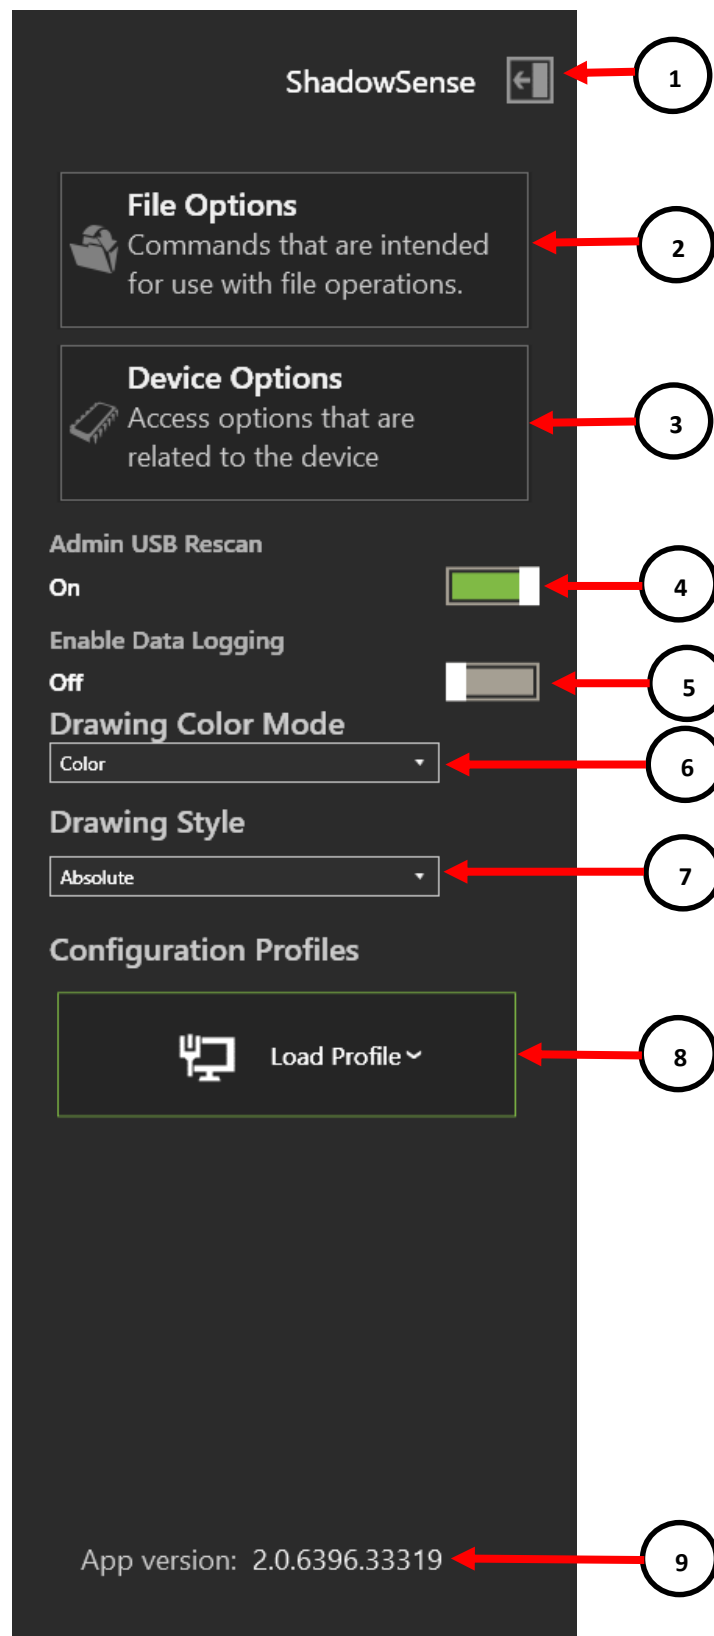 ShadowSense
1
File Options
Commands that are intended
for use with file operations.
2
Device Options
Access options that are
related to the device
3
Admin USB Rescan
On
4
Enable Data Logging
Off
5
Drawing Color Mode
Color
6
Drawing Style
Absolute
7
Configuration Profiles
Load Profile
8
App version: 2.0.6396.33319
9